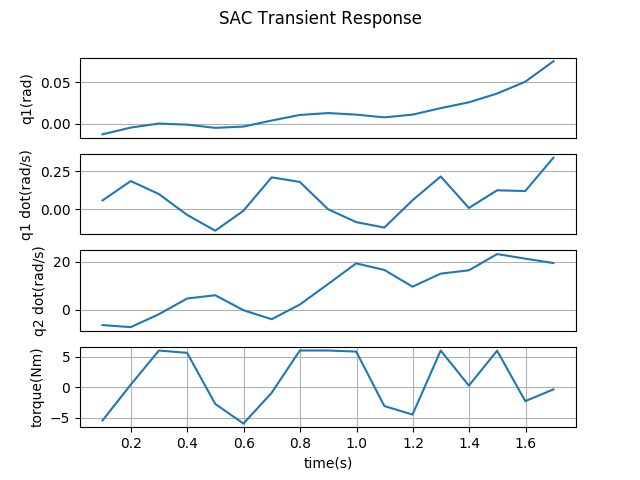 SAC Transient Response
q1(rad)
0.05
0.00
q1 dot(rad/s)
0.25
0.00
q2 dot(rad/s)
20
0
torque(Nm)
5
0
−5
0.2 0.4 0.6 0.8 1.0 1.2 1.4 1.6
time(s)